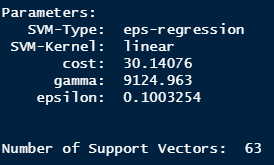 Parameters:
SVM-Type: eps-regression
SVM-Kernel: linear
cost: 30.14076
gamma: 9124.963
epsilon: 0.1003254
Number of Support Vectors: 63